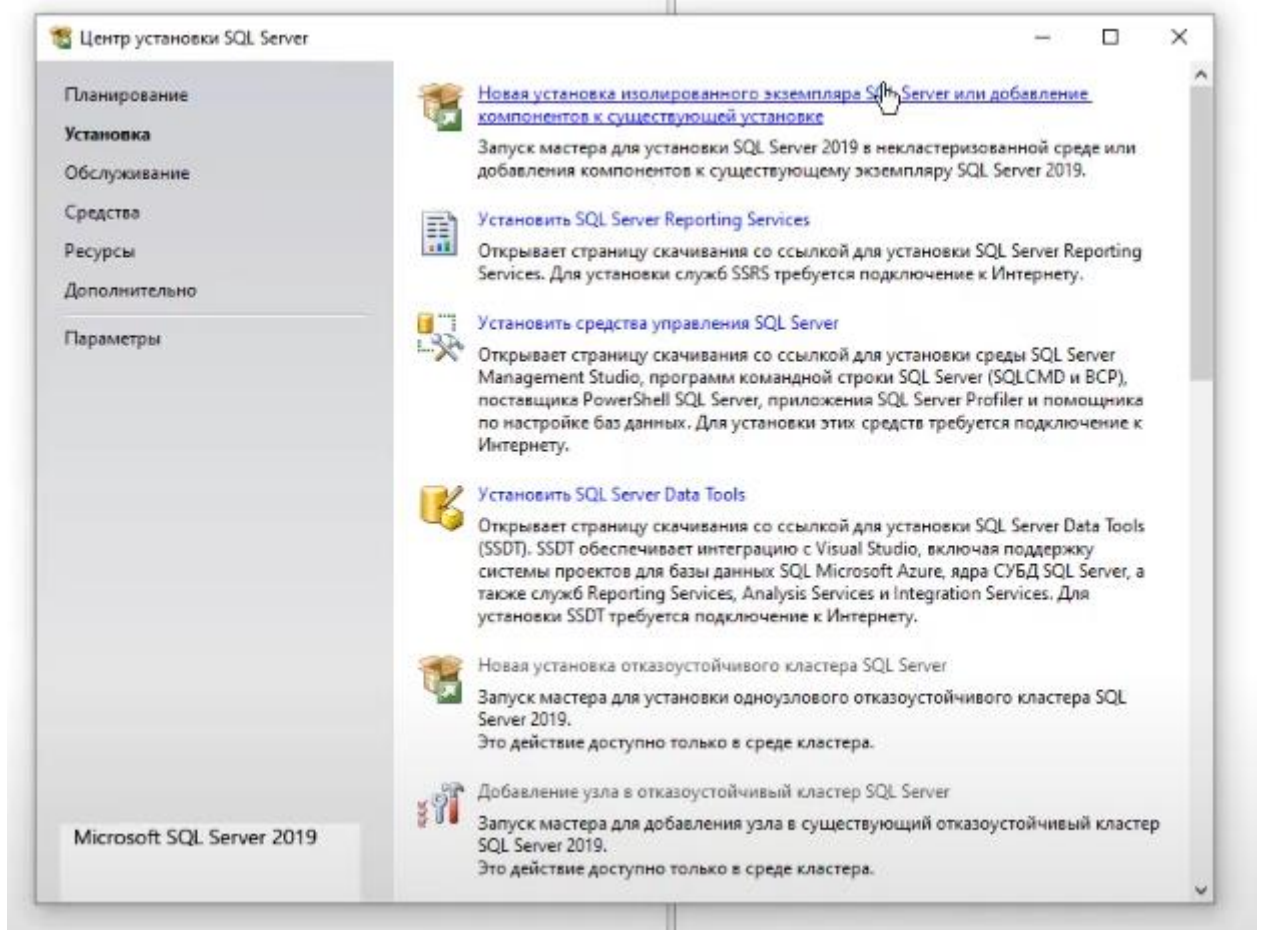 Центр установки SQL Server
Планирование
Установка
Обслуживание
Средства
Ресурсы
Дополнительно
Параметры
Microsoft SQL Server 2019
Новая установка изолированного экземпляра SQL Server или добавление
компонентов к существующей установке
Запуск мастера для установки SQL Server 2019 в некластеризованной среде или
добавления компонентов к существующему экземпляру SQL Server 2019.
Установить SQL Server Reporting Services
Открывает страницу скачивания со ссылкой для установки SQL Server Reporting
Services. Для установки служб SSRS требуется подключение к Интернету.
Установить средства управления SQL Server
Открывает страницу скачивания со ссылкой для установки среды SQL Server
Management Studio, программ командной строки SQL Server (SQLCMD и BCP),
поставщика PowerShell SQL Server, приложения SQL Server Profiler и помощника
по настройке баз данных. Для установки этих средств требуется подключение к
Интернету.
Установить SQL Server Data Tools
Открывает страницу скачивания со ссылкой для установки SQL Server Data Tools
(SSDT). SSDT обеспечивает интеграцию с Visual Studio, включая поддержку
системы проектов для базы данных SQL Microsoft Azure, ядра СУБД SQL Server, а
также служб Reporting Services, Analysis Services и Integration Services. Для
установки SSDT требуется подключение к Интернету.
Новая установка отказоустойчивого кластера SQL Server
Запуск мастера для установки одноузлового отказоустойчивого кластера SQL
Server 2019.
Это действие доступно только в среде кластера.
Добавление узла в отказоустойчивый кластер SQL Server
Запуск мастера для добавления узла в существующий отказоустойчивый кластер
SQL Server 2019.
Это действие доступно только в среде кластера.